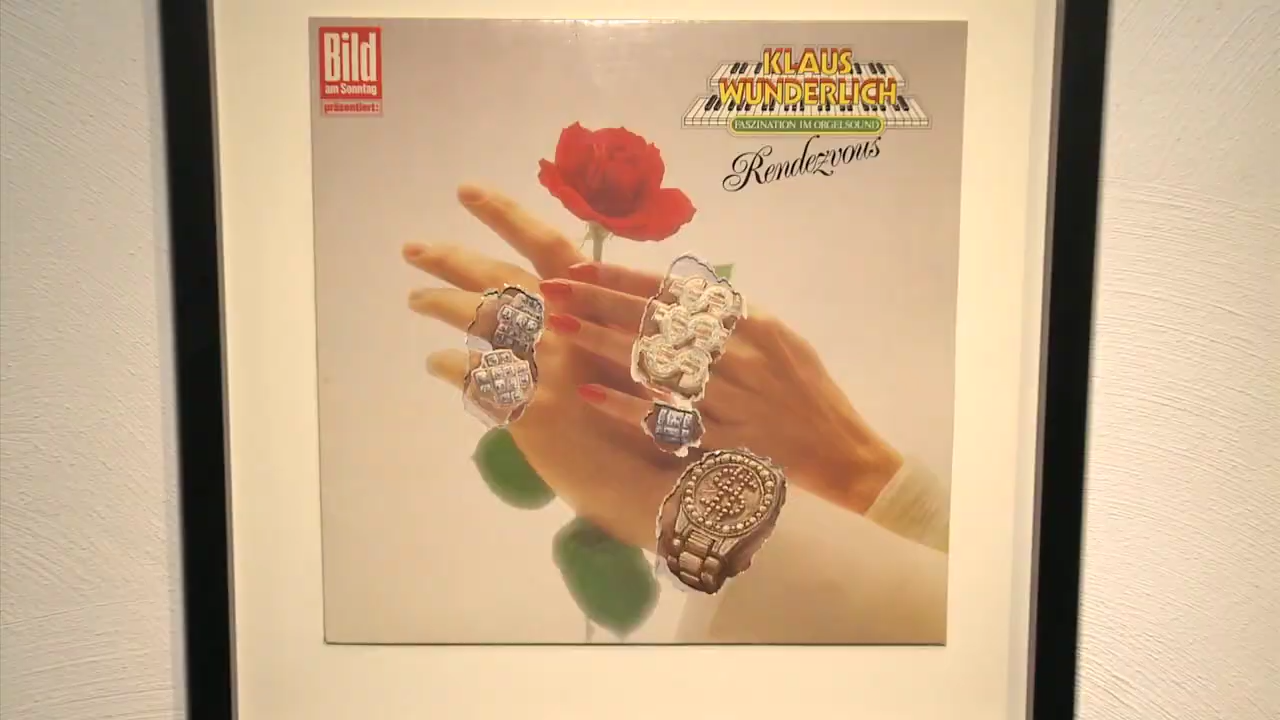 Bild
am Sonntag
präsentiert:
KLAUS
WUNDERLICH
FASZINATION IM ORGELSOUND
Rendezvous